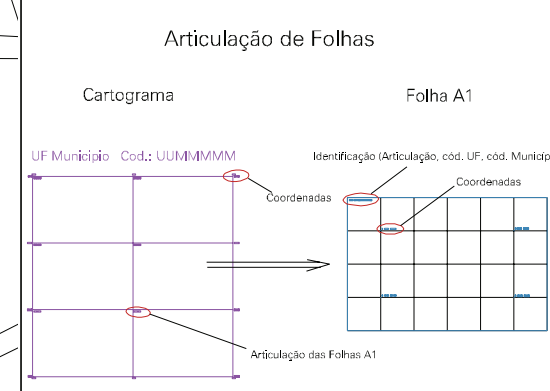 Articulação de Folhas
Cartograma
Folha A1
UF Municipio Cod.: UUMMMMM
Identificação (Articulação, cód. UF, cód. Municíp
Coordenadas
Coordenadas
Articulação das Folhas A1